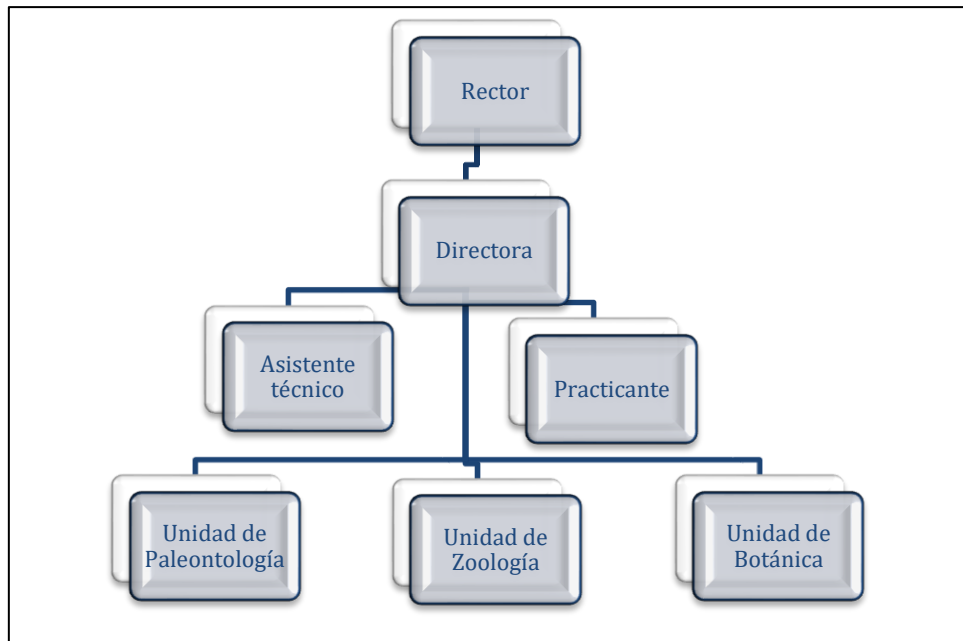 Rector
Directora
Asistente
técnico
Practicante
Unidad de
Paleontología
Unidad de
Zoología
Unidad de
Botánica